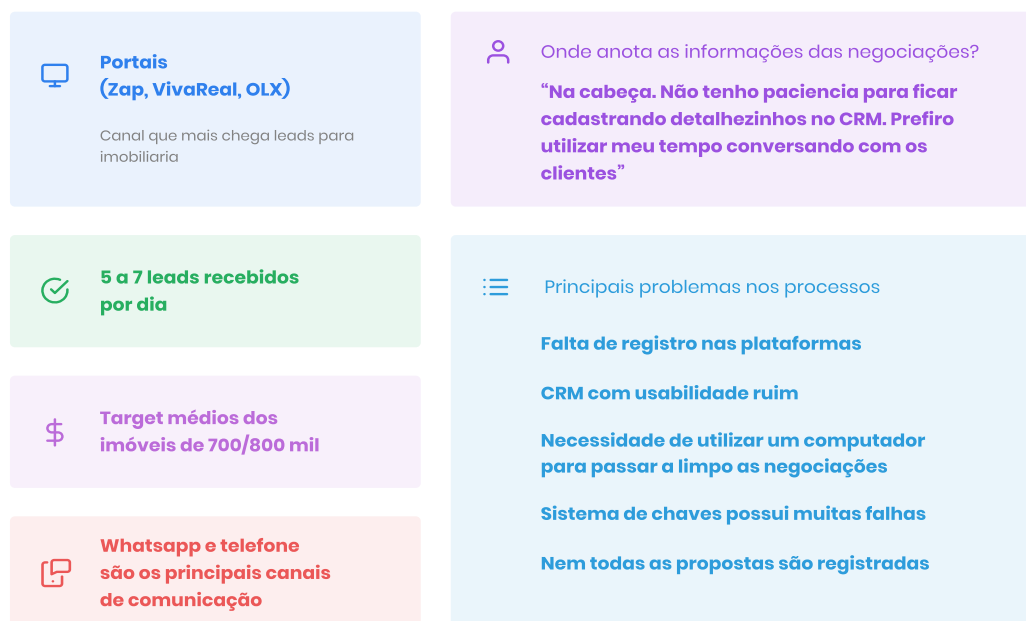 Portais
(Zap, VivaReal, OLX)
Canal que mais chega leads para
imobiliaria
5 a 7 leads recebidos
por dia
Target médios dos
imóveis de 700/800 mil
Whatsapp e telefone
são os principais canais
de comunicação
Onde anota as informações das negociações?
“Na cabeça. Não tenho paciencia para ficar
cadastrando detalhezinhos no CRM. Prefiro
utilizar meu tempo conversando com os
clientes”
Principais problemas nos processos
Falta de registro nas plataformas
CRM com usabilidade ruim
Necessidade de utilizar um computador
para passar a limpo as negociações
Sistema de chaves possui muitas falhas
Nem todas as propostas são registradas